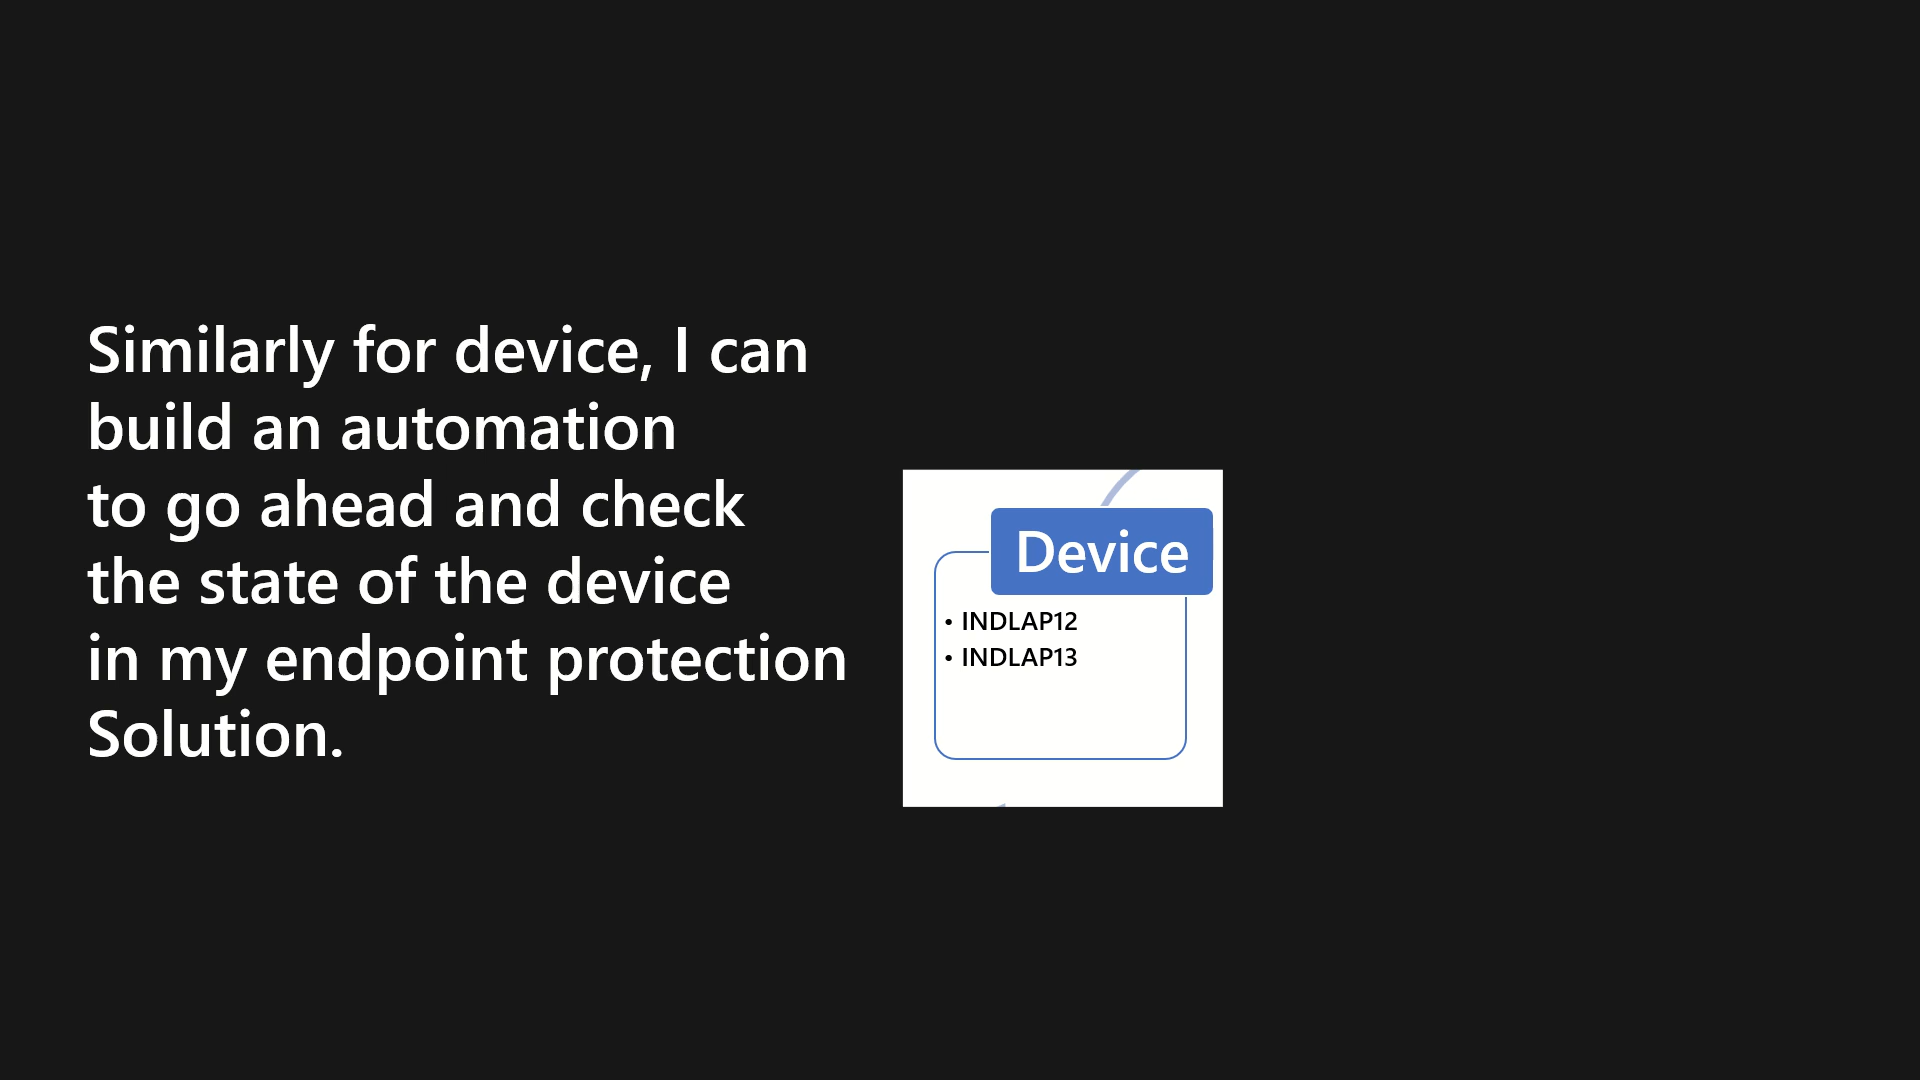 Similarly for device, I can
build an automation
to go ahead and check
the state of the device
in my endpoint protection
Solution.
Device
• INDLAP12
• INDLAP13